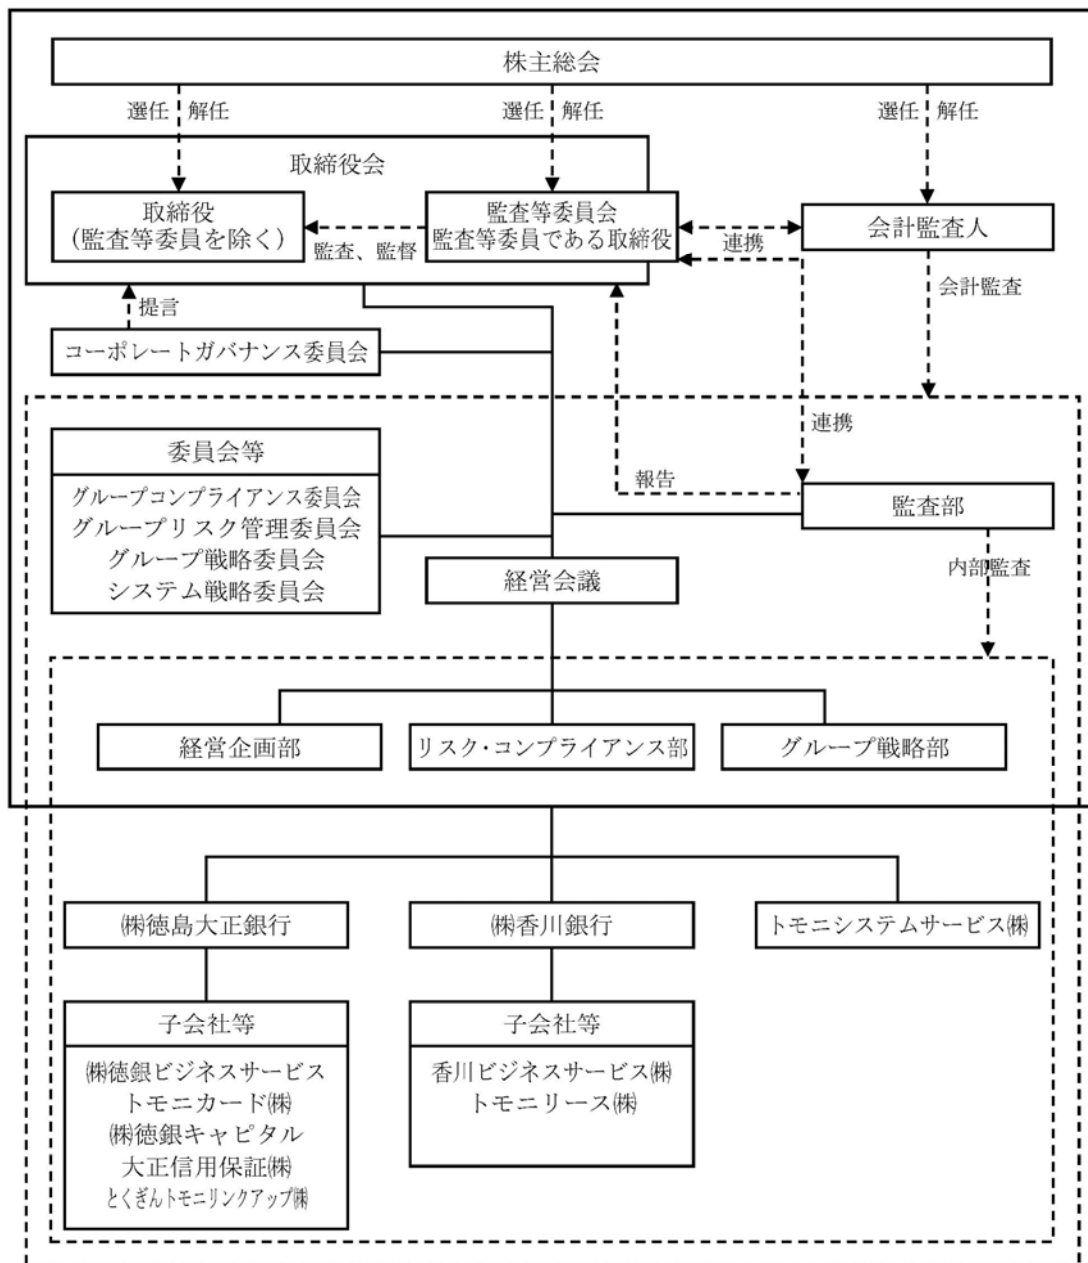 株主総会
選任 解任
選任 解任
選任 解任
取締役会
取締役
(監査等委員を除く)
監査、監督
監査等委員会
監査等委員である取締役
連携
会計監査人
会計監査
提言
コーポレートガバナンス委員会
委員会等
グループコンプライアンス委員会
グループリスク管理委員会
グループ戦略委員会
システム戦略委員会
連携
報告
監査部
内部監査
経営会議
経営企画部
リスク・コンプライアンス部
グループ戦略部
㈱徳島大正銀行
㈱香川銀行
トモニシステムサービス㈱
子会社等
㈱徳銀ビジネスサービス
トモニカード㈱
㈱徳銀キャピタル
大正信用保証㈱
とくぎんトモニリンクアップ㈱
子会社等
香川ビジネスサービス㈱
トモニリース㈱